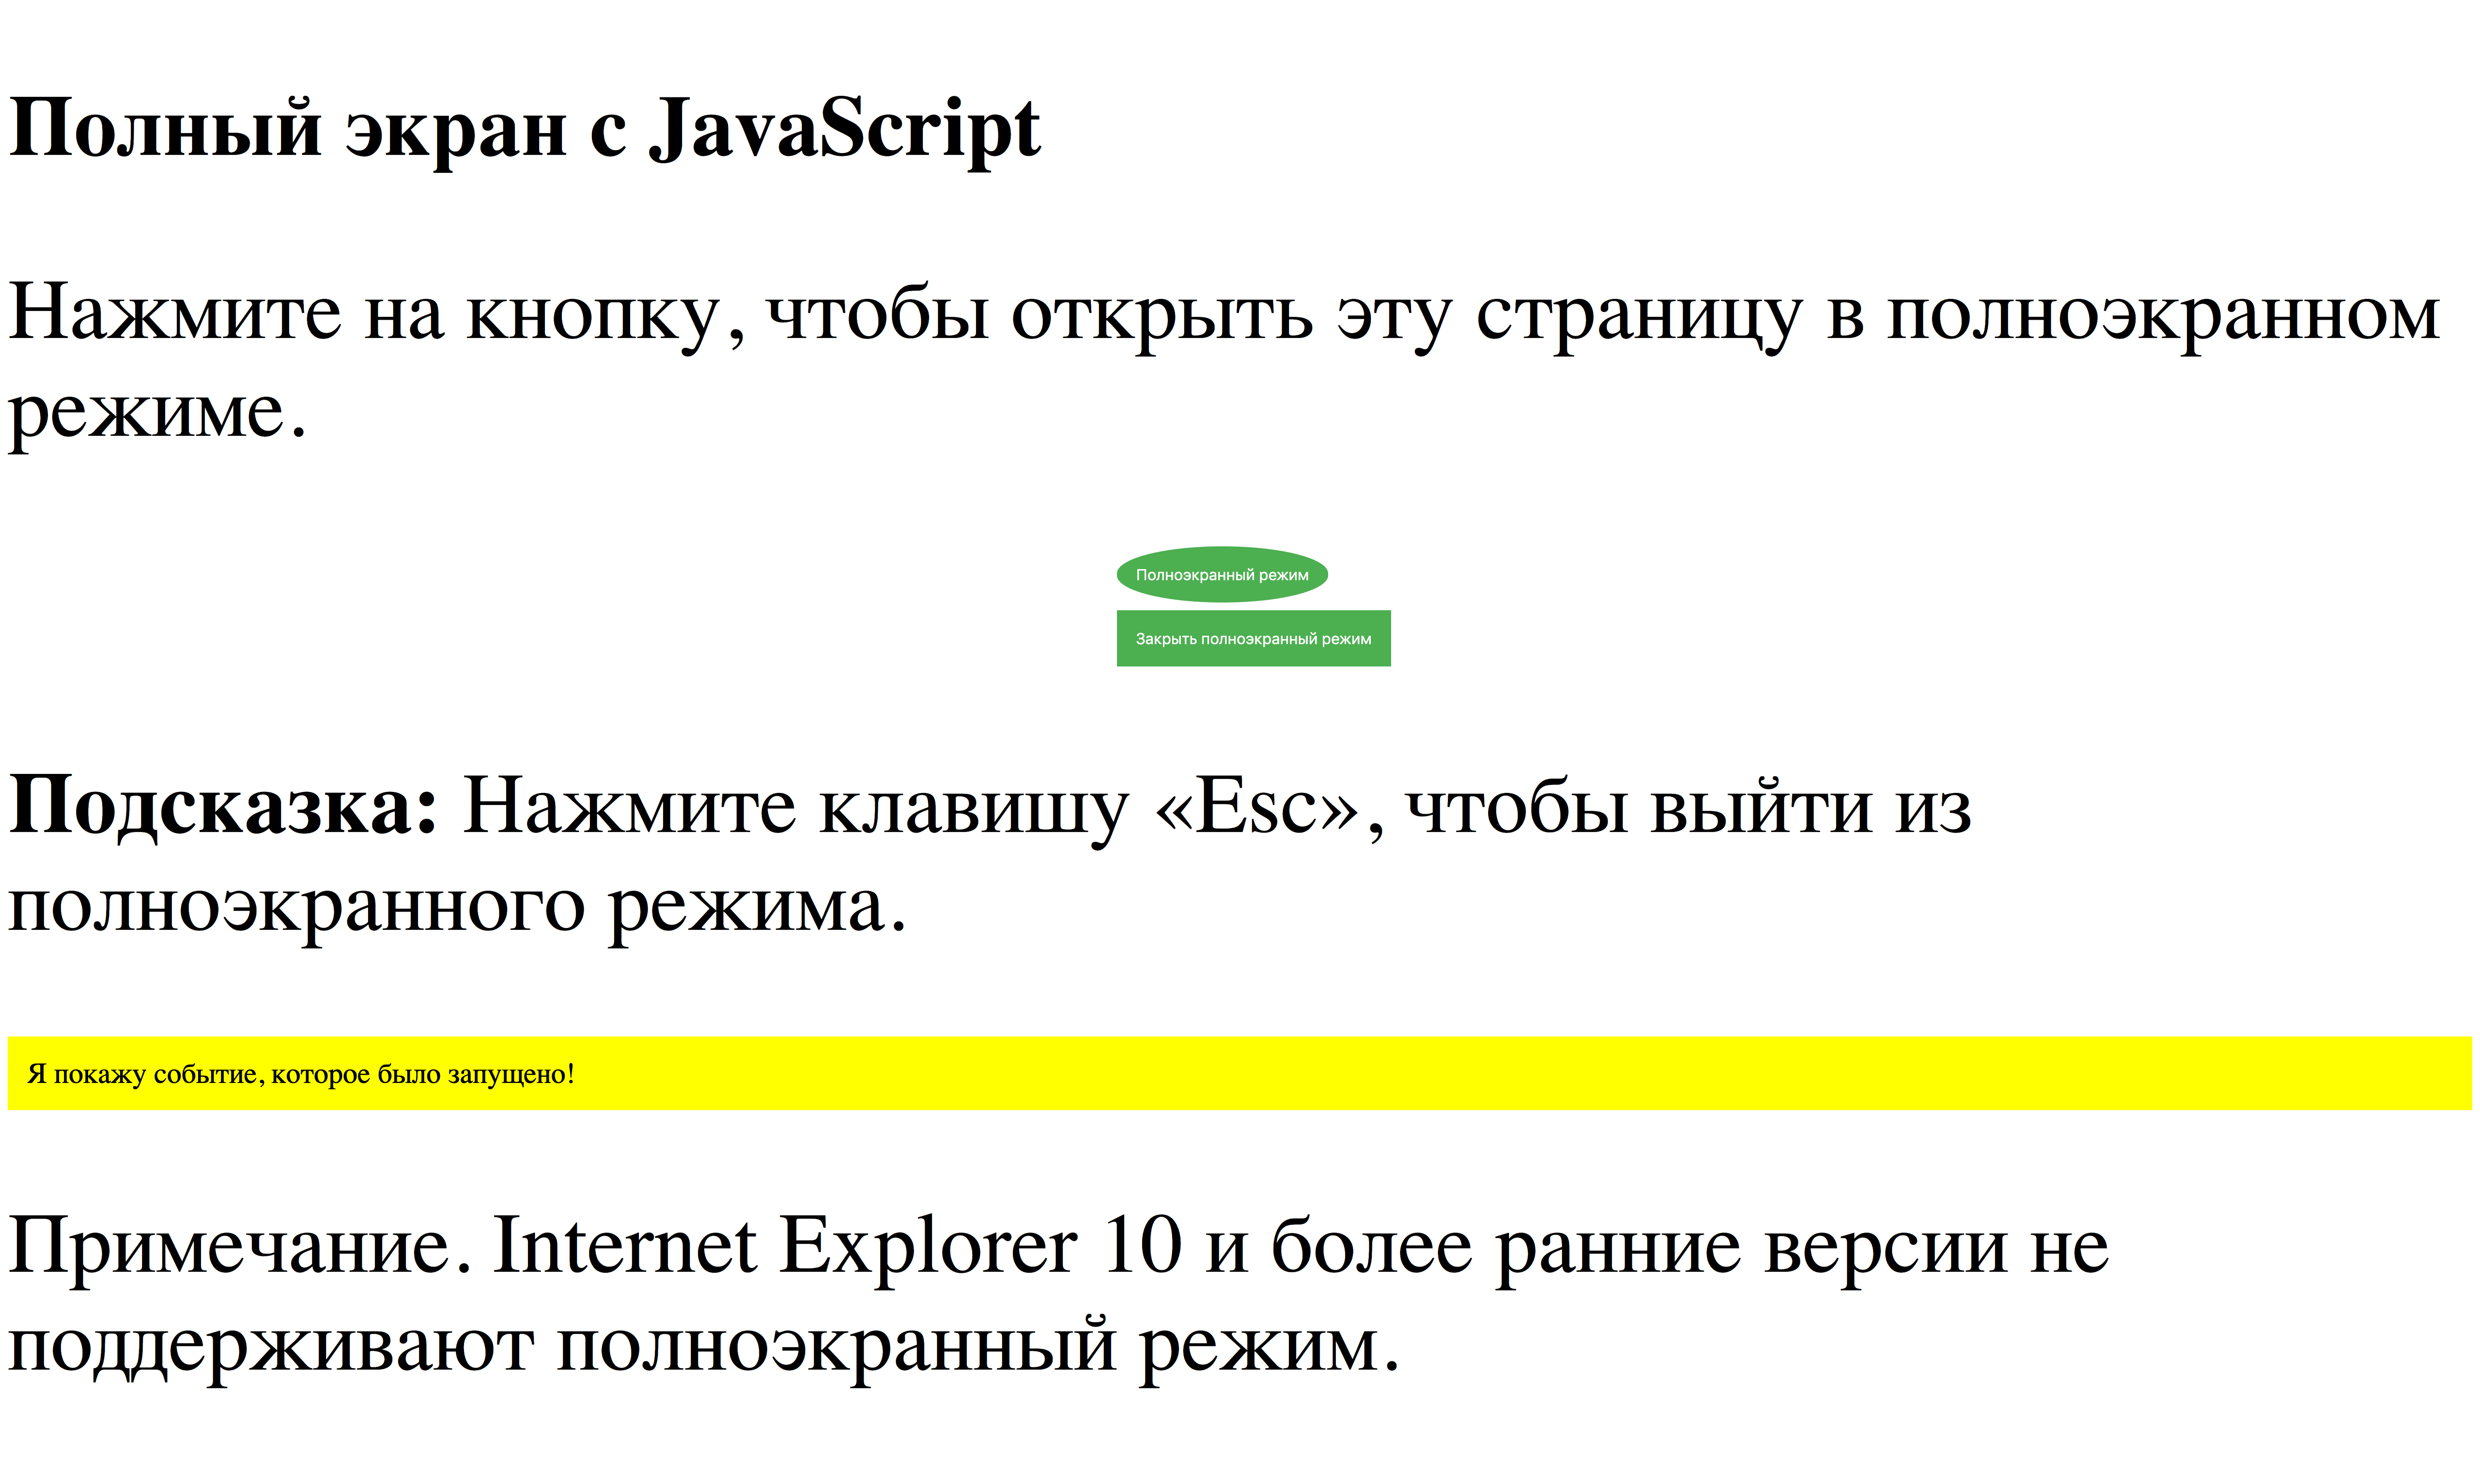 Полный экран с JavaScript
Нажмите на кнопку, чтобы открыть эту страницу в полноэкранном
режиме.
Полноэкранный режим
Закрыть полноэкранный режим
Подсказка: Нажмите клавишу «Esc», чтобы выйти из
полноэкранного режима.
Я покажу событие, которое было запущено!
Примечание. Internet Explorer 10 и более ранние версии не
поддерживают полноэкранный режим.